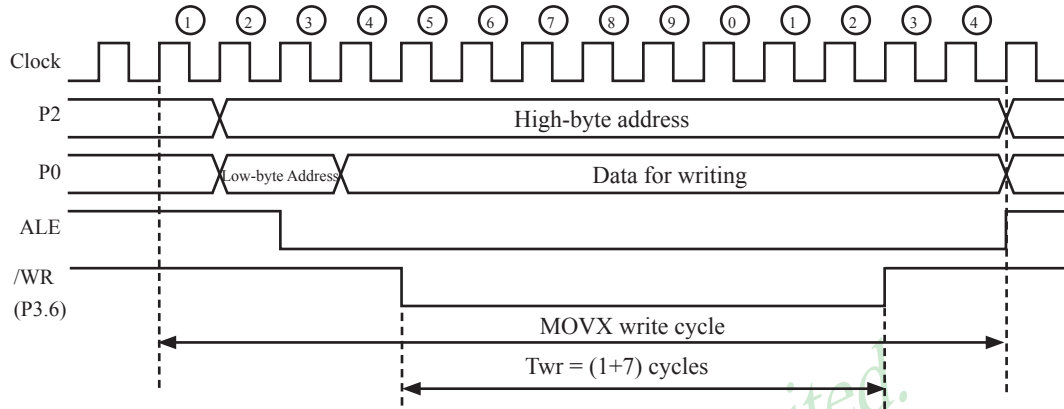 1 2 3 4 5 6 7 8 9 0 1 2 3 4
Clock
P2 High-byte address
P0 Low-byte Address Data for writing
ALE
/WR
(P3.6)
MOVX write cycle
Twr = (1+7) cycles